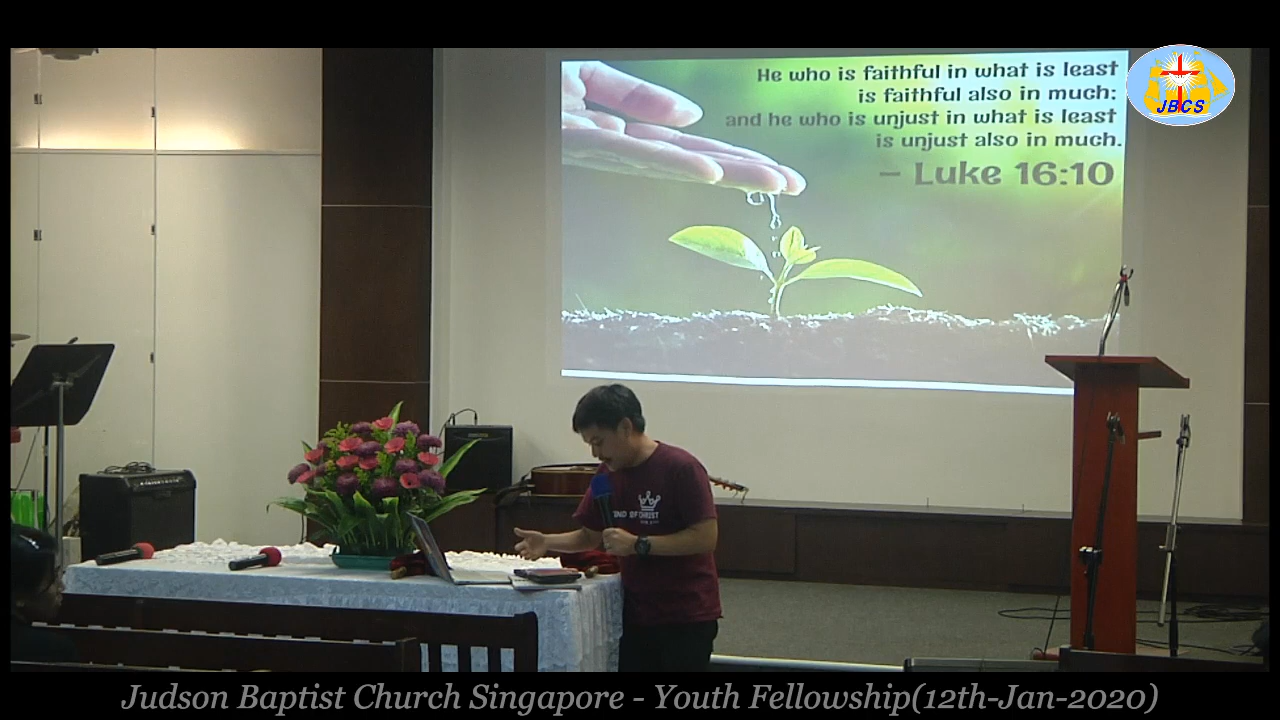 He who is faithful in what is least
is faithful also in much;
and he who is unjust in what is least
is unjust also in much.
– Luke 16:10
JBCS
OF CHRIST
Judson Baptist Church Singapore - Youth Fellowship(12th-Jan-2020)